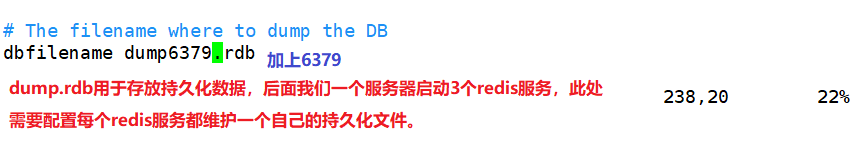 # The filename where to dump the DB
dbfilename dump6379.rdb 加上6379
dump.rdb用于存放持久化数据，后面我们一个服务器启动3个redis服务，此处
需要配置每个redis服务都维护一个自己的持久化文件。
238,20 22%